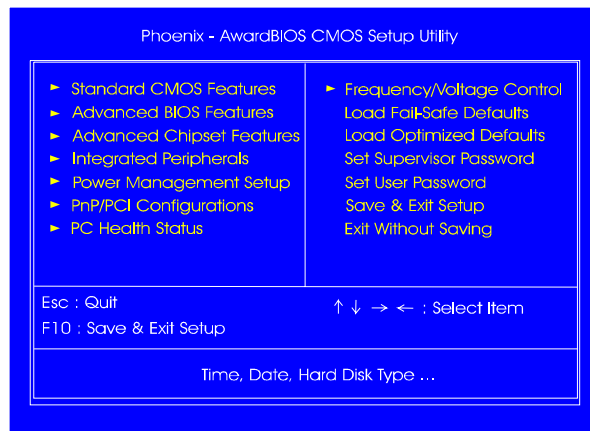 Phoenix - AwardBIOS CMOS Setup Utility
► Standard CMOS Features
► Advanced BIOS Features
► Advanced Chipset Features
► Integrated Peripherals
► Power Management Setup
► PnP/PCI Configurations
► PC Health Status
► Frequency/Voltage Control
Load Fail-Safe Defaults
Load Optimized Defaults
Set Supervisor Password
Set User Password
Save & Exit Setup
Exit Without Saving
Esc : Quit
F10 : Save & Exit Setup
↑ ↓ → ← : Select Item
Time, Date, Hard Disk Type ...